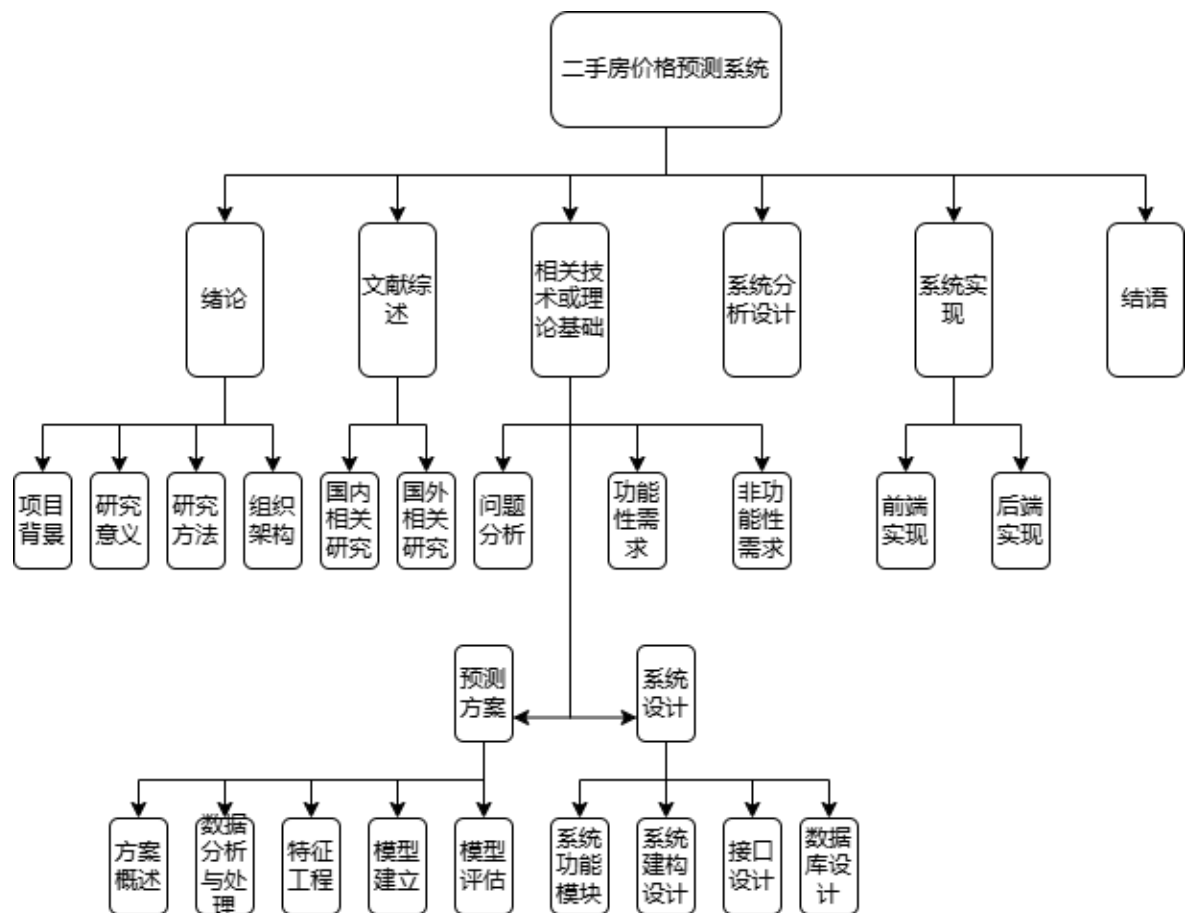 二手房价格预测系统
绪论
文献综
述
相关技
术或理
论基础
系统分
析设计
系统实
现
结语
项目
背景
研究
意义
研究
方法
组织
架构
国内
相关
研究
国外
相关
研究
问题
分析
功能
性需
求
非功
能性
需求
前端
实现
后端
实现
预测
方案
系统
设计
方案
概述
数据
分析
与处
理
特征
工程
模型
建立
模型
评估
系统
功能
模块
系统
建构
设计
接口
设计
数据
库设
计